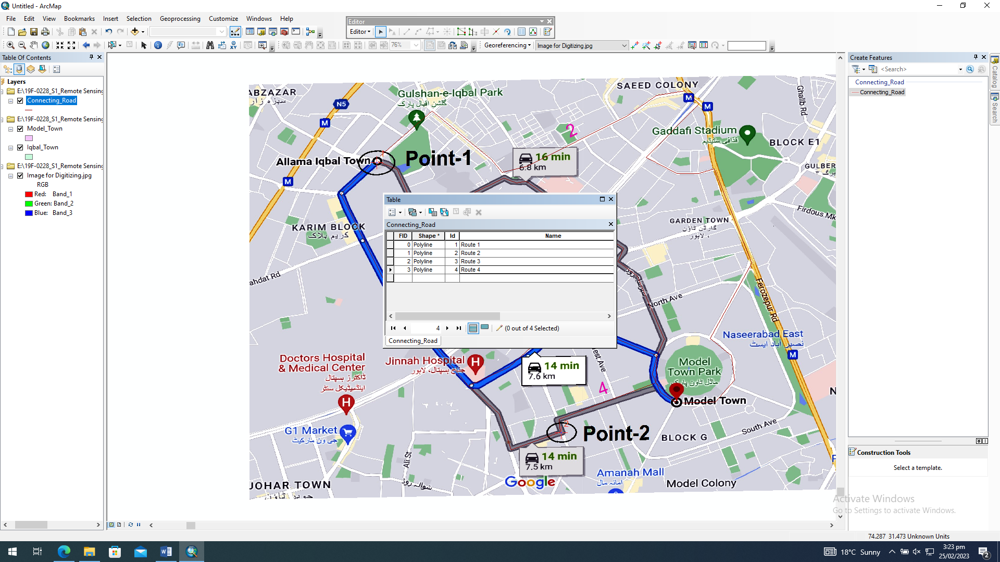 Untitled - ArcMap
File Edit View Bookmarks Insert Selection Geoprocessing Customize Windows Help
Editor
Editor
76%
Georeferencing
Image for Digitizing.jpg
Table Of Contents
Layers
E:\19F-0228_S1_Remote Sensing
Connecting_Road
E:\19F-0228_S1_Remote Sensing
Model_Town
Iqbal_Town
E:\19F-0228_S1_Remote Sensing
Image for Digitizing.jpg
RGB
Red: Band_1
Green: Band_2
Blue: Band_3
ABZAZAR
سبزہ زار
N5
M
M
Gulshan-e-Iqbal Park
گلشن اقبال پارک
SAEED COLONY
M
M
Ghalib Rd
2
Gaddafi Stadium
قذافی سٹیڈیم
BLOCK E1
Allama Iqbal Town
Point-1
16 min
6.8 km
GULBER
KARIM BLOCK
کریم بلاک
Firdous Mk
GARDEN TOWN
گارڈن ٹاؤن
، لاہور
ahdat Rd
North Ave
Ferozepur Rd
Table
Connecting_Road
FID Shape * Id Name
0 Polyline 1 Route 1
1 Polyline 2 Route 2
2 Polyline 3 Route 3
3 Polyline 4 Route 4
4
(0 out of 4 Selected)
Connecting_Road
Naseerabad East
نصیر آباد ایسٹ
M
Doctors Hospital
& Medical Center
ڈاکٹرز ہسپتال
اینڈمیڈیکل سنٹر
H
Jinnah Hospital
جناح ہسپتال، لاہور
H
14 min
7.6 km
est Ave
Model
Town Park
ماڈل ٹاون پارک
4
Model Town
G1 Market
جی ون مارکیٹ
2
Point-2
BLOCK G
South Ave
14 min
7.5 km
Ali St
Google
Amanah Mall
امانہ مال
Model Colony
JOHAR TOWN
شوالہ روڈ
Create Features
<Search>
Connecting_Road
Connecting_Road
Catalog
Search
Construction Tools
Select a template.
Activate Windows
Go to Settings to activate Windows.
74.287 31.473 Unknown Units
18°C Sunny
3:23 pm
25/02/2023
2